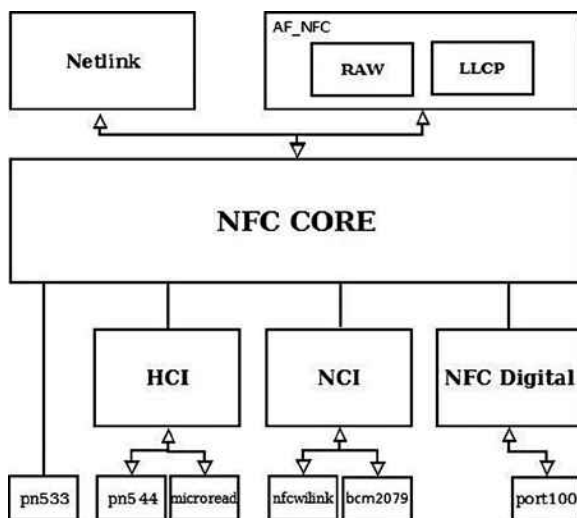 AF_NFC
Netlink
RAW
LLCP
NFC CORE
HCI
NCI
NFC Digital
pn533
pn544
microread
nfcwilink
bcm2079
port100